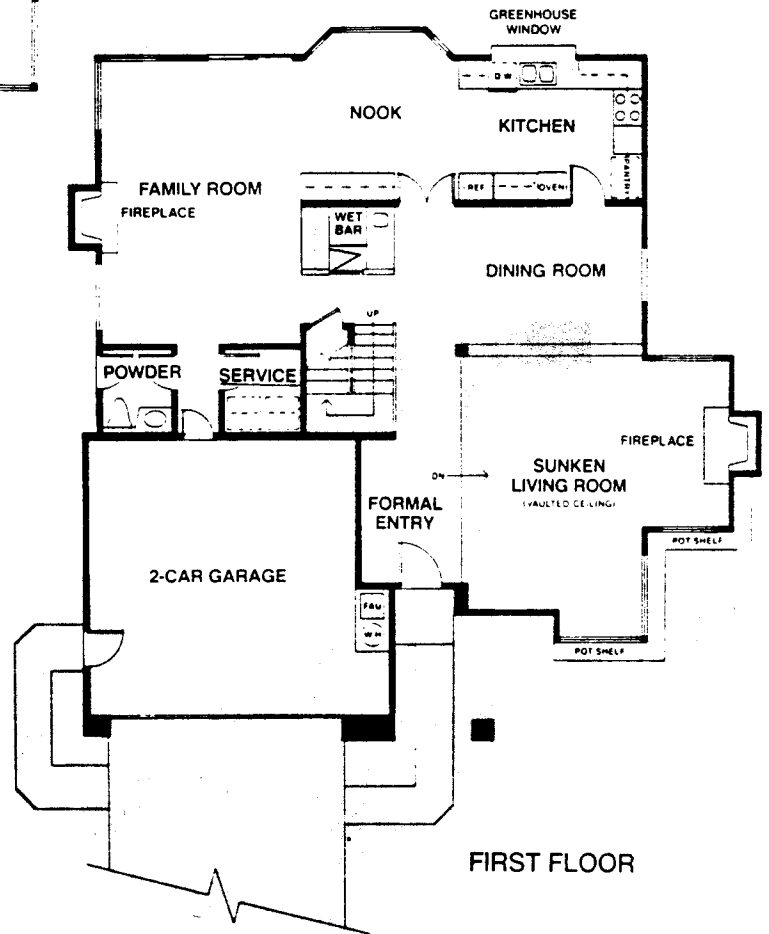 GREENHOUSE
WINDOW
D.W.
NOOK
KITCHEN
PANTRY
FAMILY ROOM
REF
OVEN
FIREPLACE
WET
BAR
DINING ROOM
UP
POWDER
SERVICE
FIREPLACE
SUNKEN
LIVING ROOM
(VAULTED CEILING)
DN
FORMAL
ENTRY
POT SHELF
2-CAR GARAGE
FAU
W.H
POT SHELF
FIRST FLOOR